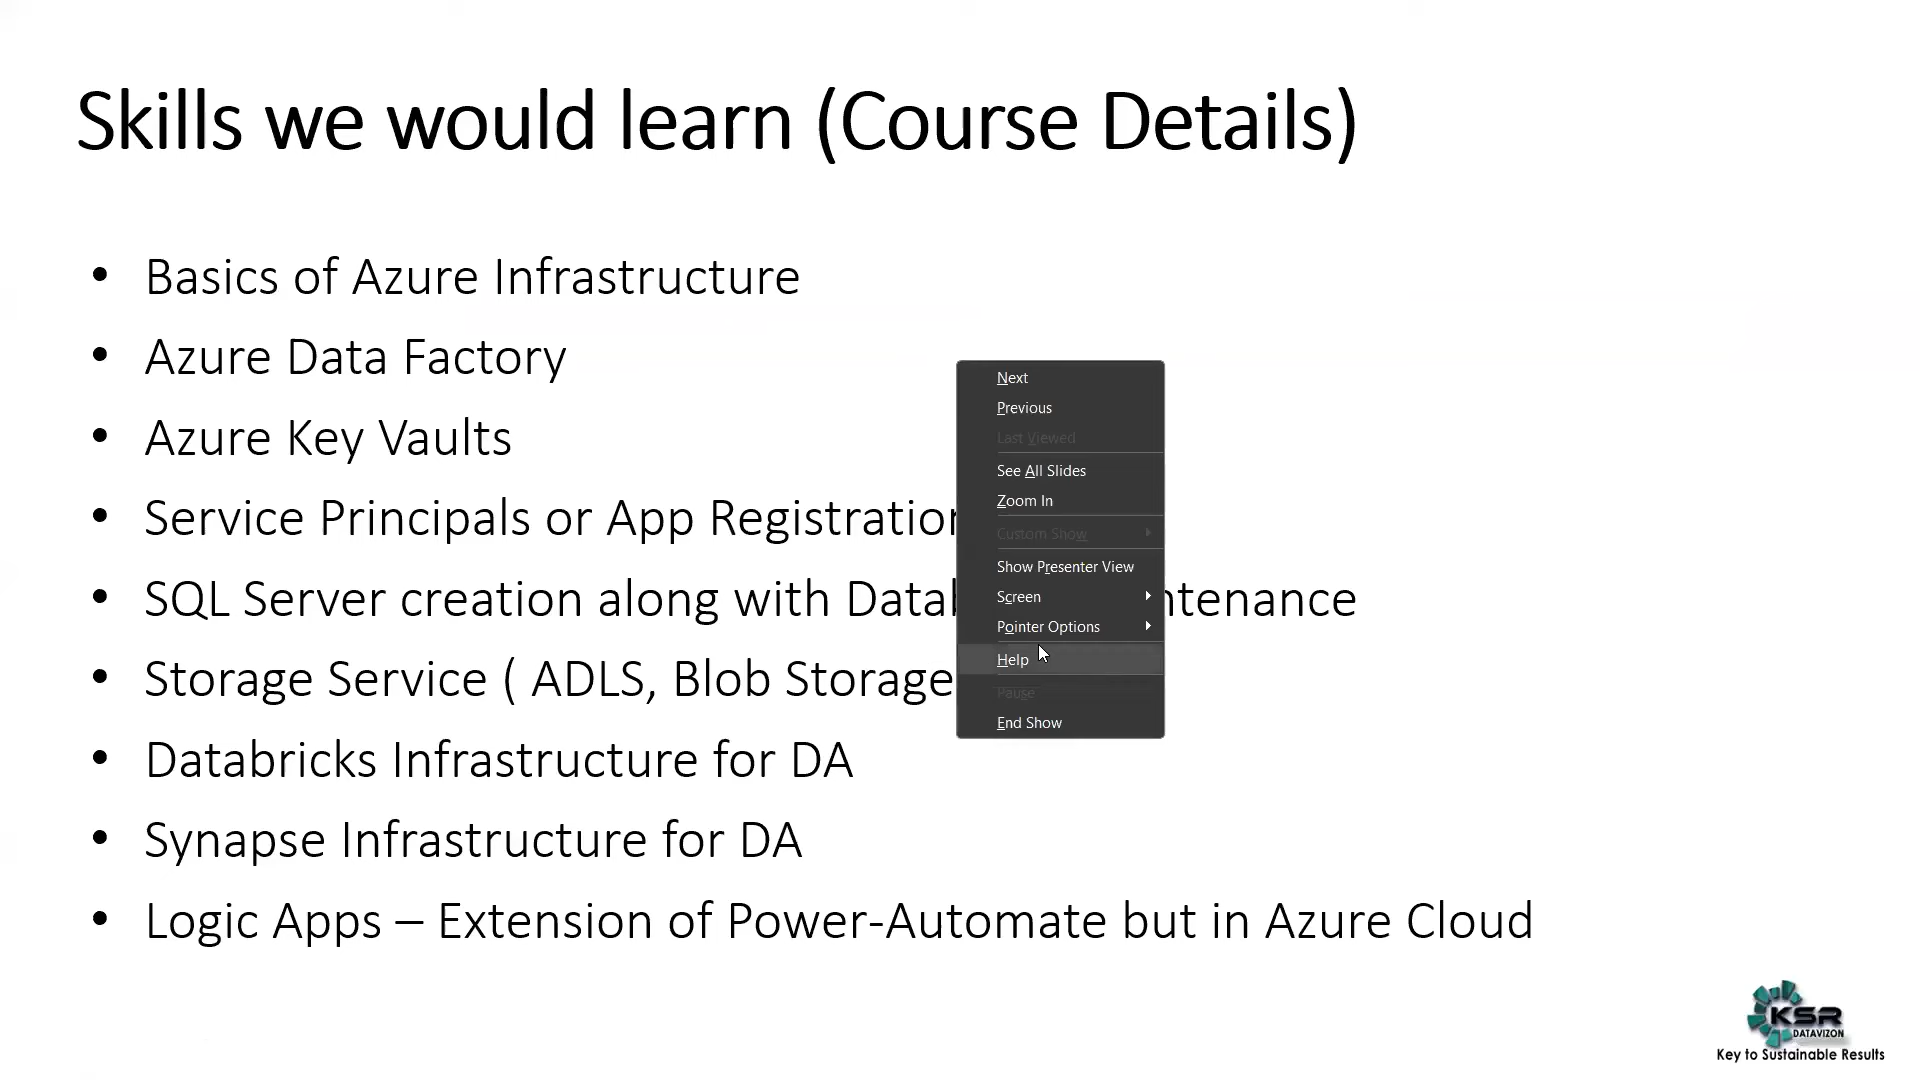 Skills we would learn (Course Details)
• Basics of Azure Infrastructure
• Azure Data Factory
• Azure Key Vaults
• Service Principals or App Registration
• SQL Server creation along with
• Storage Service ( ADLS, Blob Storage
• Databricks Infrastructure for DA
• Synapse Infrastructure for DA
• Logic Apps – Extension of Power-Automate but in Azure Cloud
Next
Previous
Last Viewed
See All Slides
Zoom In
Custom Show
Show Presenter View
Screen
Pointer Options
Help
Pause
End Show
KSR
DATAVIZON
Key to Sustainable Results